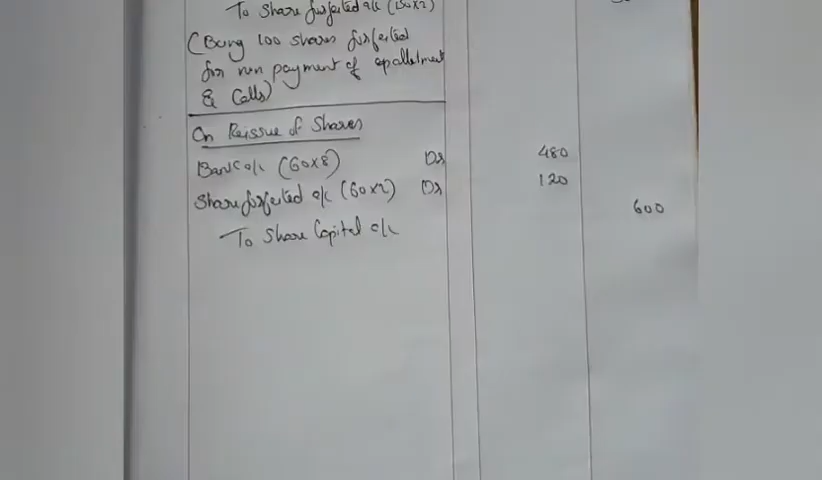 To Share forfeited a/c (150x2)
(Being 100 shares forfeited
for non payment of allotment
& Calls)
On Reissue of Shares
Bank a/c (60x8) Dr 480
Share forfeited a/c (60x2) Dr 120
To Share Capital a/c 600